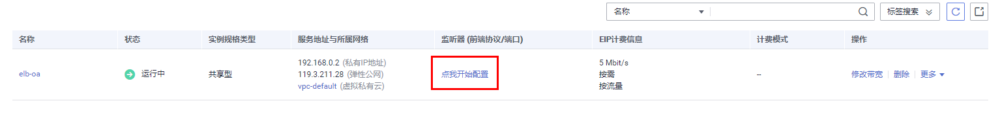 名称
标签搜索
名称 状态 实例规格类型 服务地址与所属网络 监听器 (前端协议/端口) EIP计费信息 计费模式 操作
elb-oa 运行中 共享型 192.168.0.2 (私有IP地址) 点我开始配置 5 Mbit/s -- 修改带宽 删除 更多
119.3.211.28 (弹性公网) 按需
vpc-default (虚拟私有云) 按流量